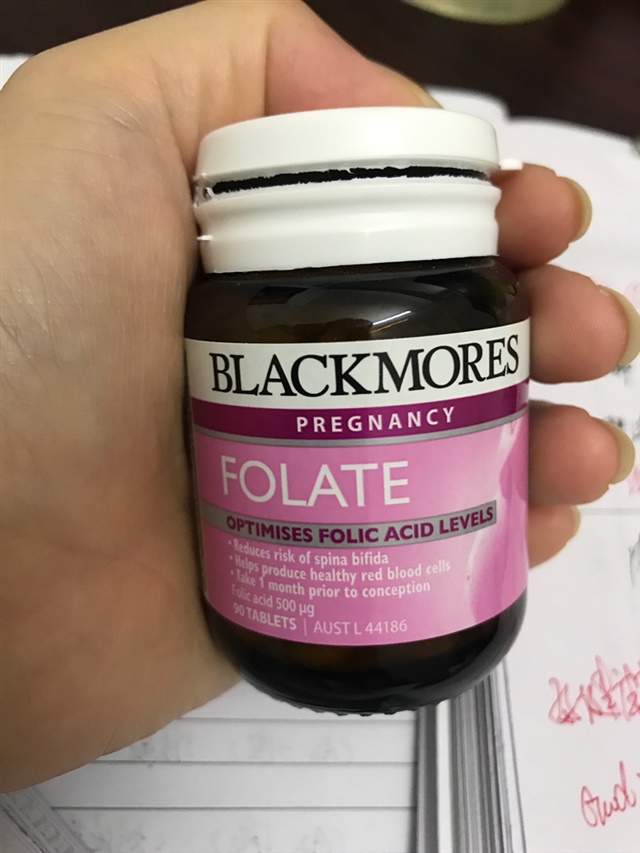 BLACKMORES
PREGNANCY
FOLATE
OPTIMISES FOLIC ACID LEVELS
• Reduces risk of spina bifida
• Helps produce healthy red blood cells
• Take 1 month prior to conception
Folic acid 500 µg
90 TABLETS | AUST L 44186